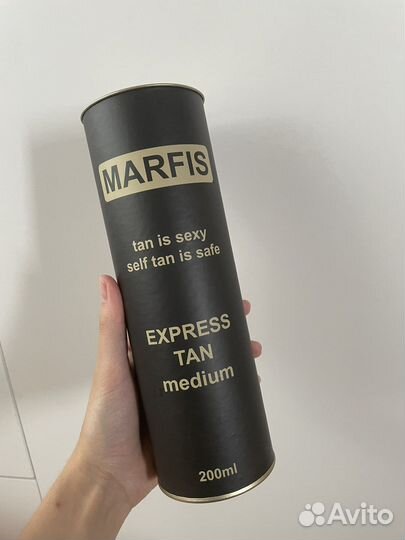 MARFIS
tan is sexy
self tan is safe
EXPRESS
TAN
medium
200ml
Avito